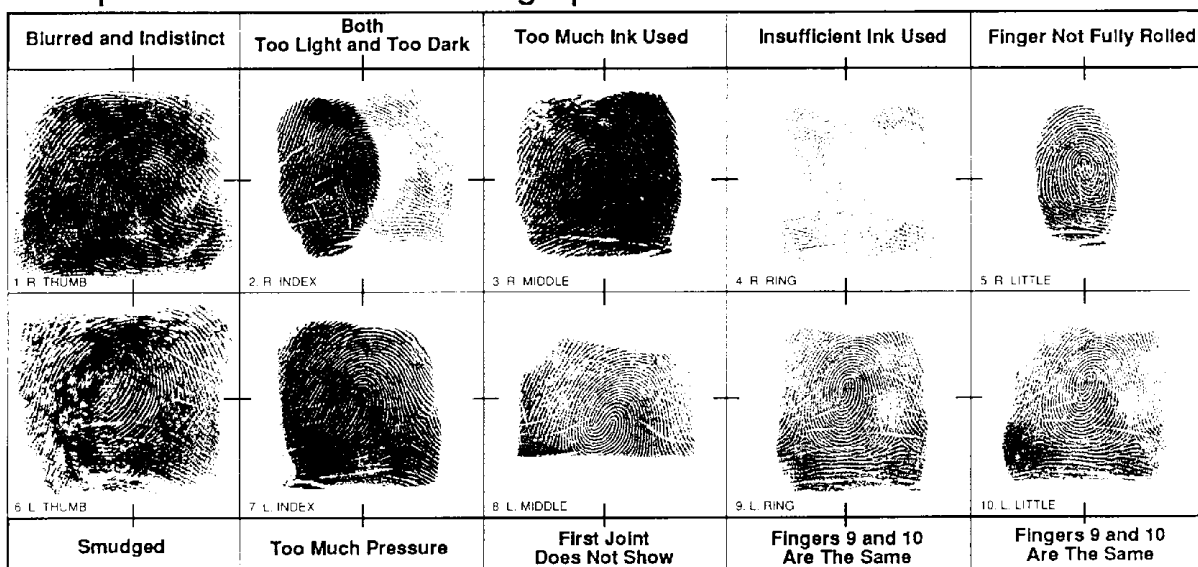 Blurred and Indistinct
Both
Too Light and Too Dark
Too Much Ink Used
Insufficient Ink Used
Finger Not Fully Rolled
1 R THUMB
2. R INDEX
3 R MIDDLE
4 R RING
5 R LITTLE
6 L THUMB
7 L. INDEX
8 L. MIDDLE
9. L. RING
10. L. LITTLE
Smudged
Too Much Pressure
First Joint
Does Not Show
Fingers 9 and 10
Are The Same
Fingers 9 and 10
Are The Same